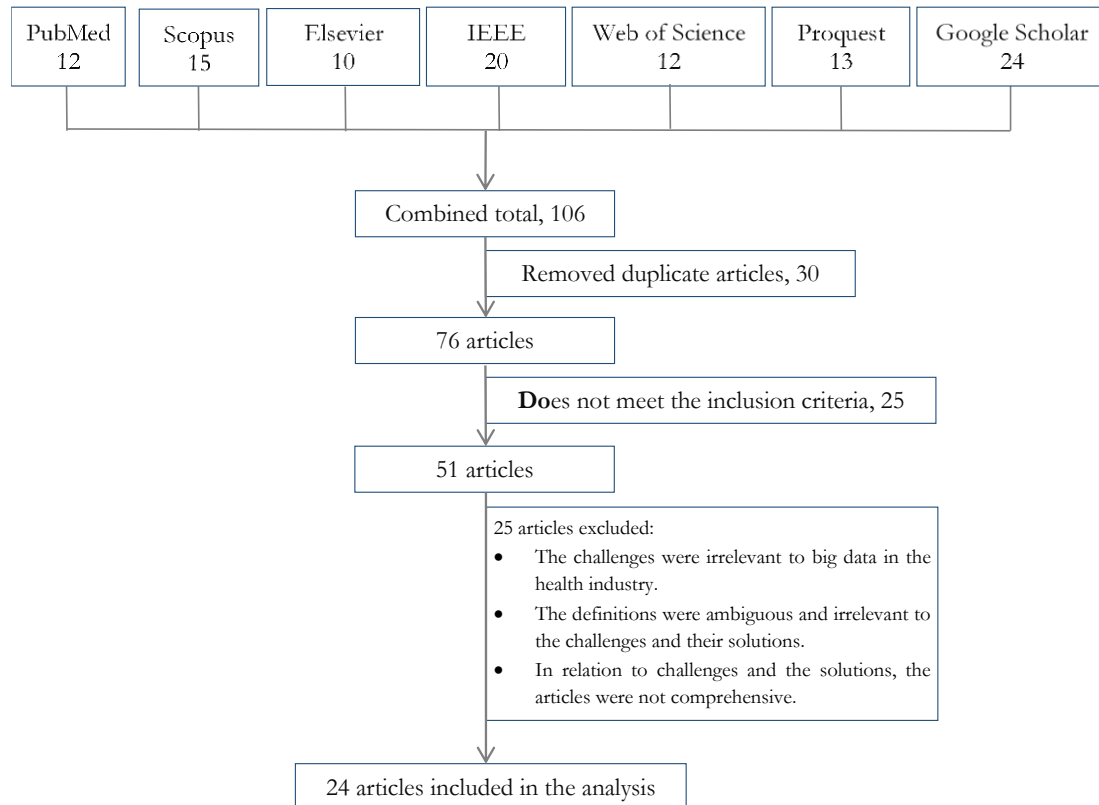 PubMed
12
Scopus
15
Elsevier
10
IEEE
20
Web of Science
12
Proquest
13
Google Scholar
24
Combined total, 106
Removed duplicate articles, 30
76 articles
Does not meet the inclusion criteria, 25
51 articles
25 articles excluded:
• The challenges were irrelevant to big data in the
health industry.
• The definitions were ambiguous and irrelevant to
the challenges and their solutions.
• In relation to challenges and the solutions, the
articles were not comprehensive.
24 articles included in the analysis